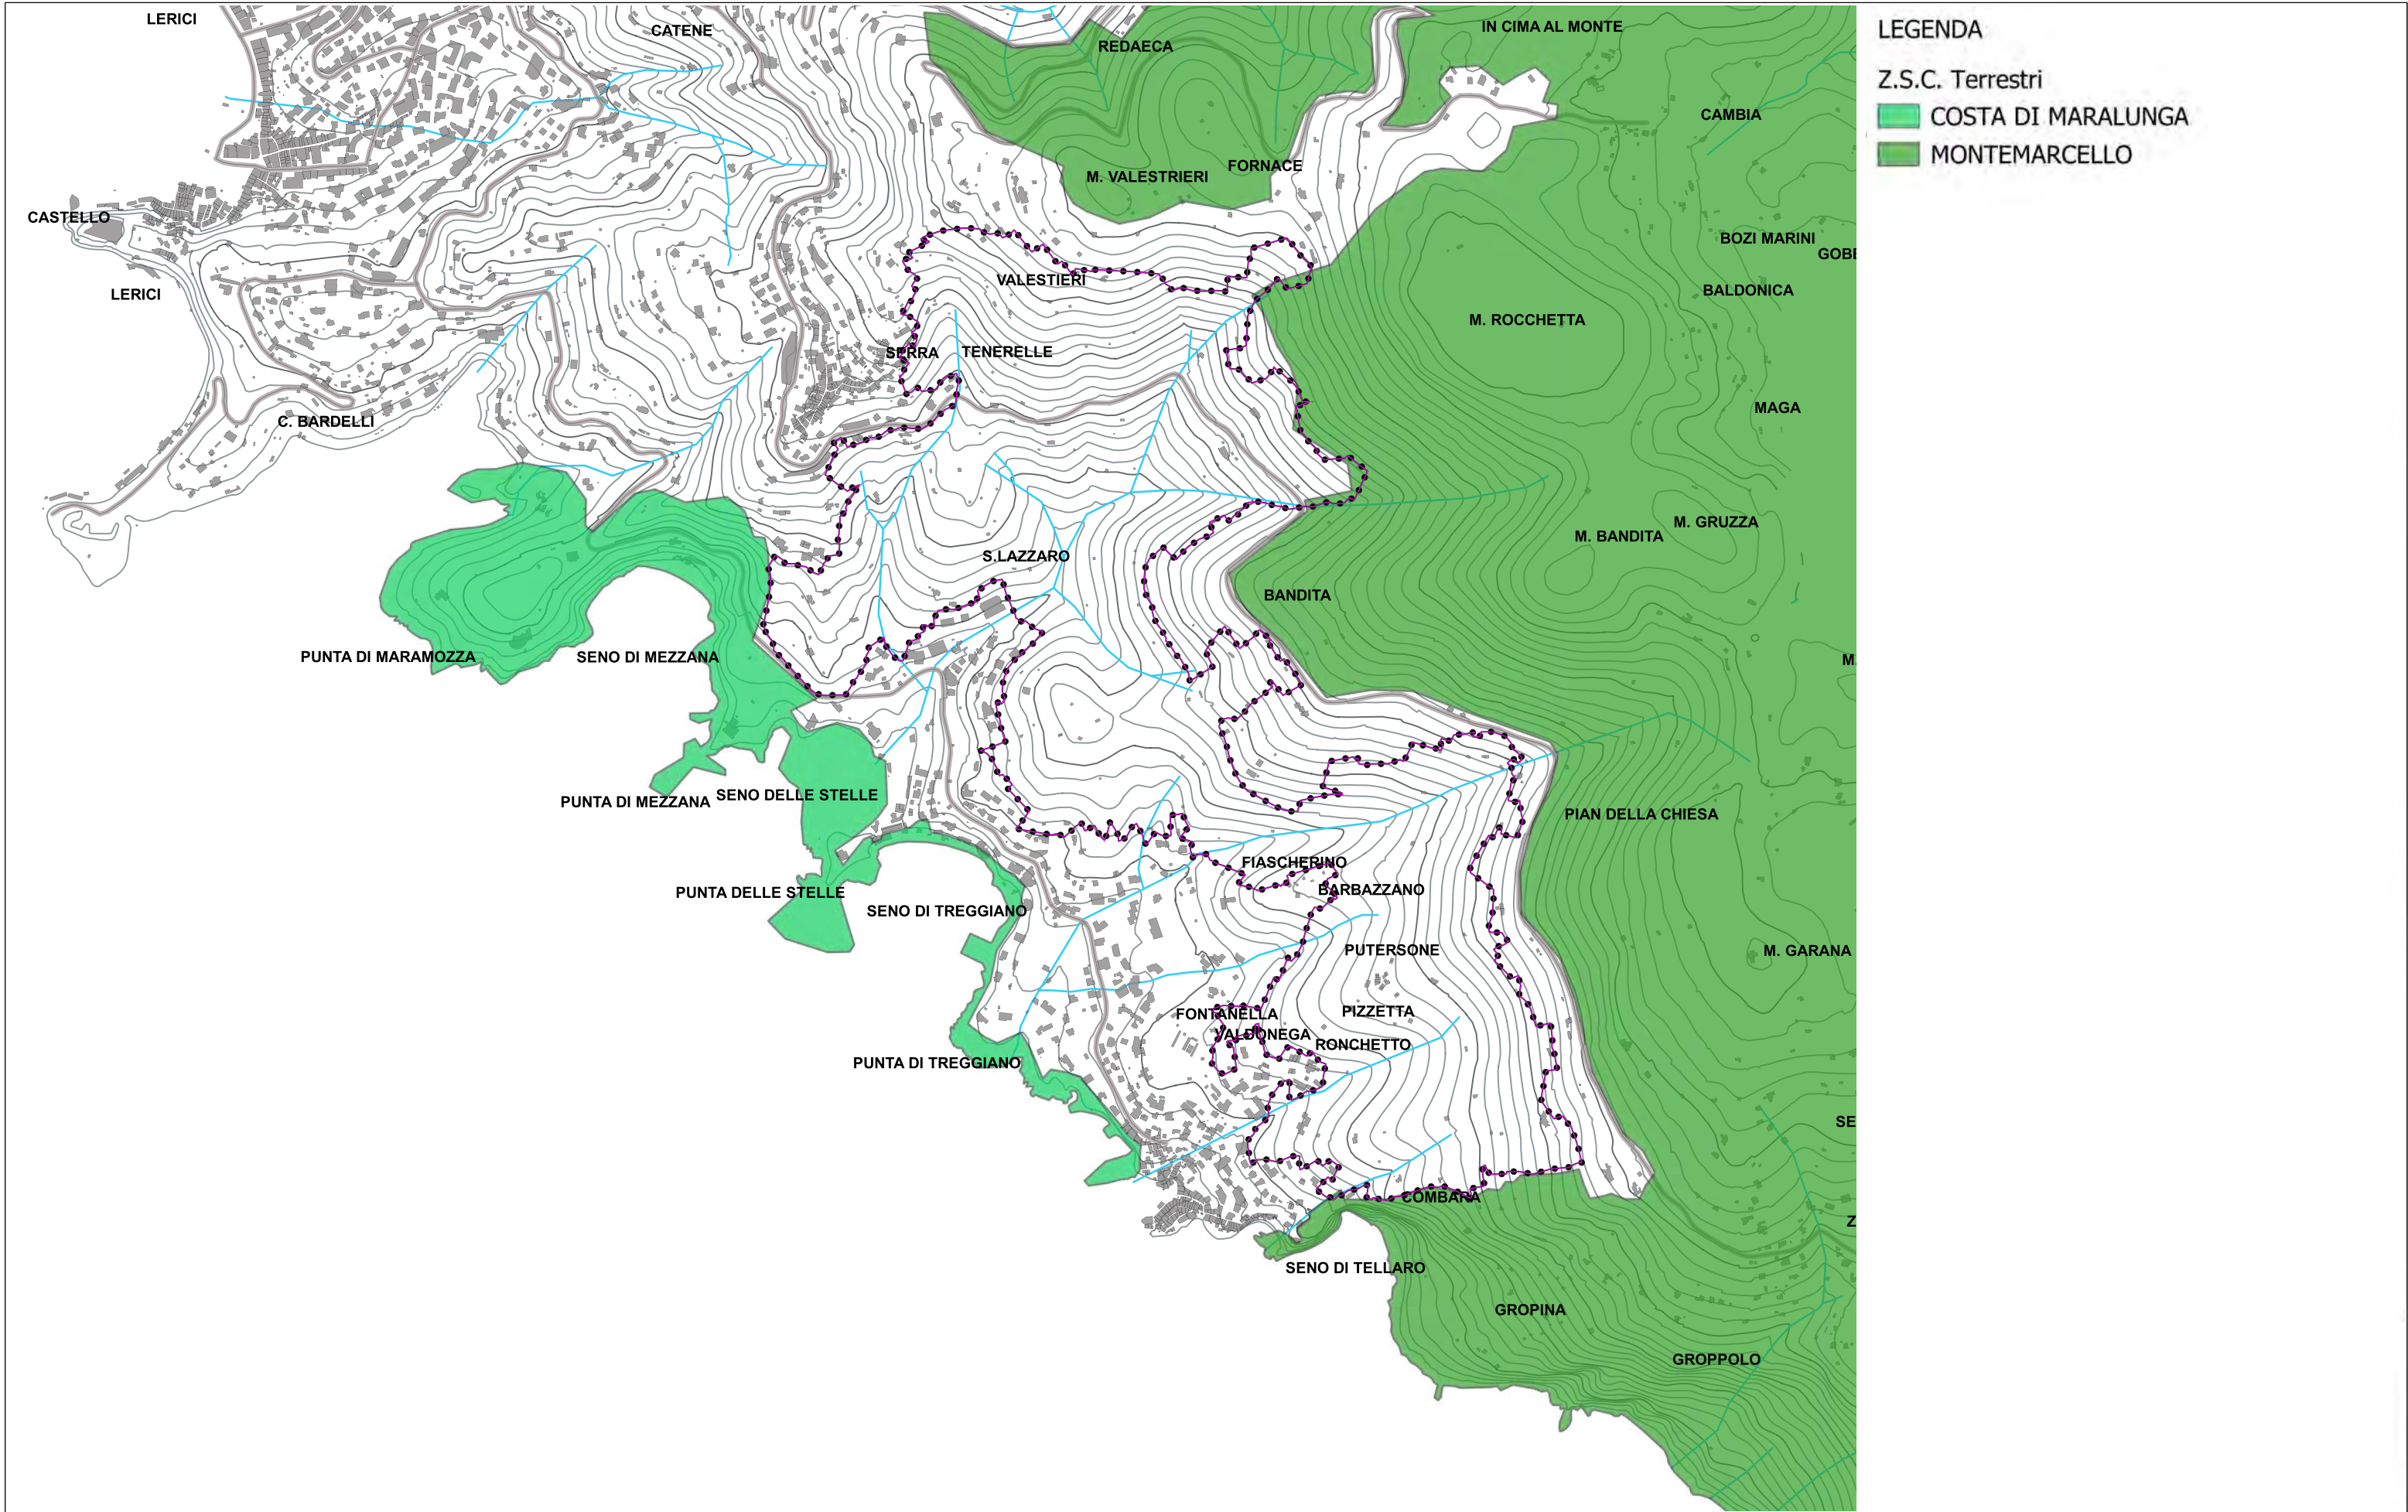 LERICI
CATENE
REDAECA
IN CIMA AL MONTE
LEGENDA
Z.S.C. Terrestri
COSTA DI MARALUNGA
MONTEMARCELLO
CAMBIA
FORNACE
M. VALESTRIERI
CASTELLO
BOZI MARINI
GOBE
VALESTIERI
BALDONICA
LERICI
M. ROCCHETTA
SERRA
TENERELLE
MAGA
C. BARDELLI
M. GRUZZA
M. BANDITA
S.LAZZARO
BANDITA
PUNTA DI MARAMOZZA
SENO DI MEZZANA
M.
SENO DELLE STELLE
PUNTA DI MEZZANA
PIAN DELLA CHIESA
FIASCHERINO
BARBAZZANO
PUNTA DELLE STELLE
SENO DI TREGGIANO
PUTERSONE
M. GARANA
PIZZETTA
FONTANELLA
VALDONEGA
RONCHETTO
PUNTA DI TREGGIANO
SE
COMBARA
Z
SENO DI TELLARO
GROPINA
GROPPOLO